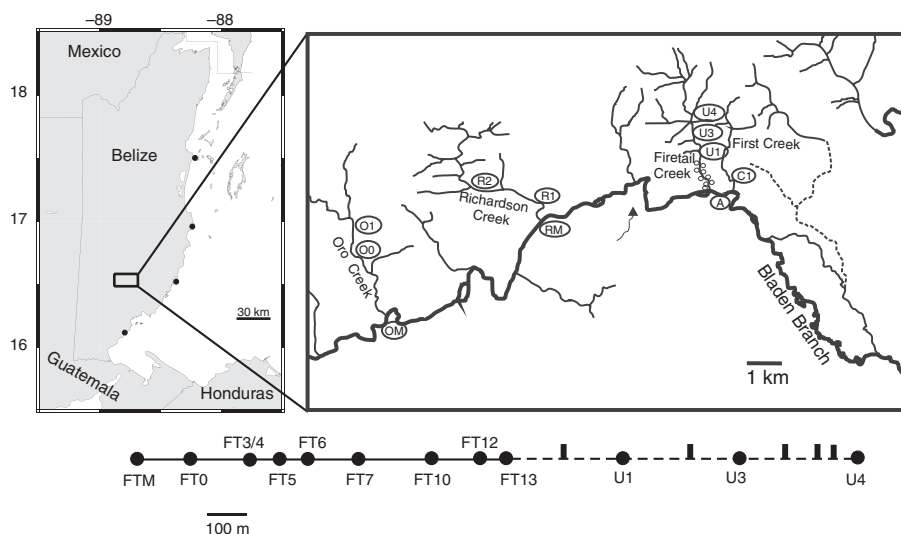 –89
–88
18
17
16
Mexico
Belize
Guatemala
Honduras
30 km
U4
U3
U1
First Creek
Firetail
Creek
C1
A
R2
R1
Richardson
Creek
RM
O1
O0
Oro Creek
OM
Bladen Branch
1 km
FT3/4
FT6
FT12
FTM
FT0
FT5
FT7
FT10
FT13
U1
U3
U4
100 m